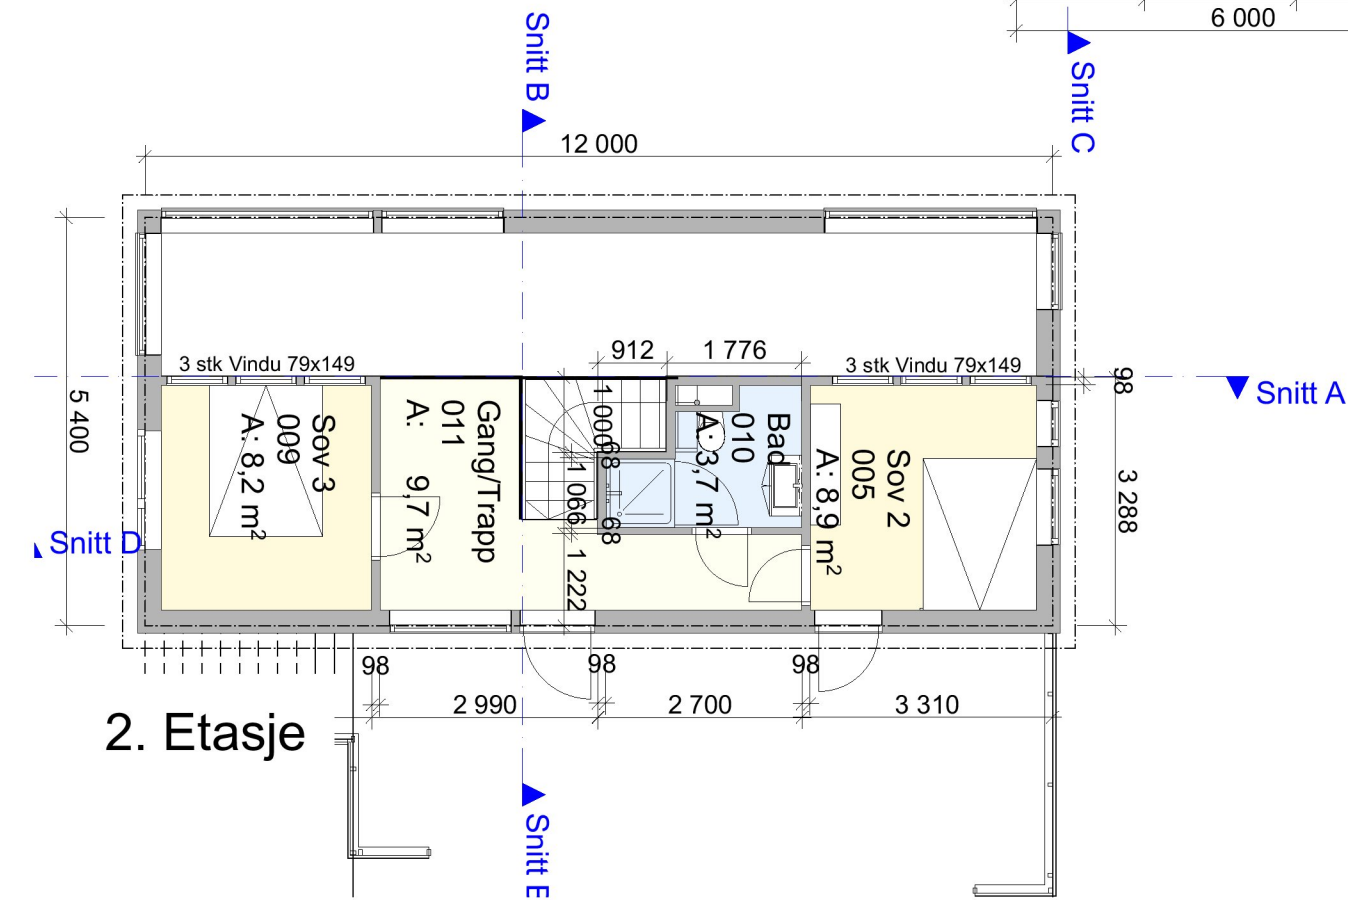 6 000
Snitt B
Snitt C
12 000
912
1 776
3 stk Vindu 79x149
3 stk Vindu 79x149
98
Snitt A
5 400
Sov 3
009
A: 8,2 m²
Gang/Trapp
011
A: 9,7 m²
1 000
68
1 066
68
1 222
Bad
010
A: 3,7 m²
Sov 2
005
A: 8,9 m²
3 288
Snitt D
98
98
98
2 990
2 700
3 310
2. Etasje
Snitt E